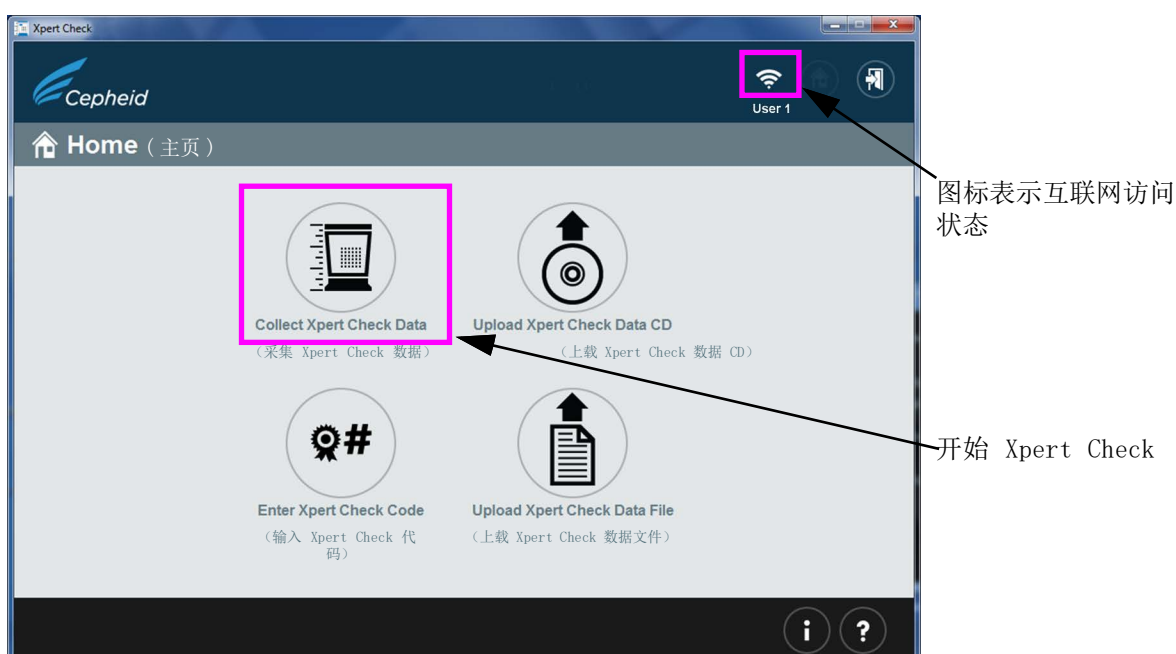 Xpert Check
Cepheid
User 1
Home (主页)
图标表示互联网访问
状态
Collect Xpert Check Data
(采集 Xpert Check 数据)
Upload Xpert Check Data CD
(上载 Xpert Check 数据 CD)
开始 Xpert Check
#
Enter Xpert Check Code
(输入 Xpert Check 代
码)
Upload Xpert Check Data File
(上载 Xpert Check 数据文件)
i
?